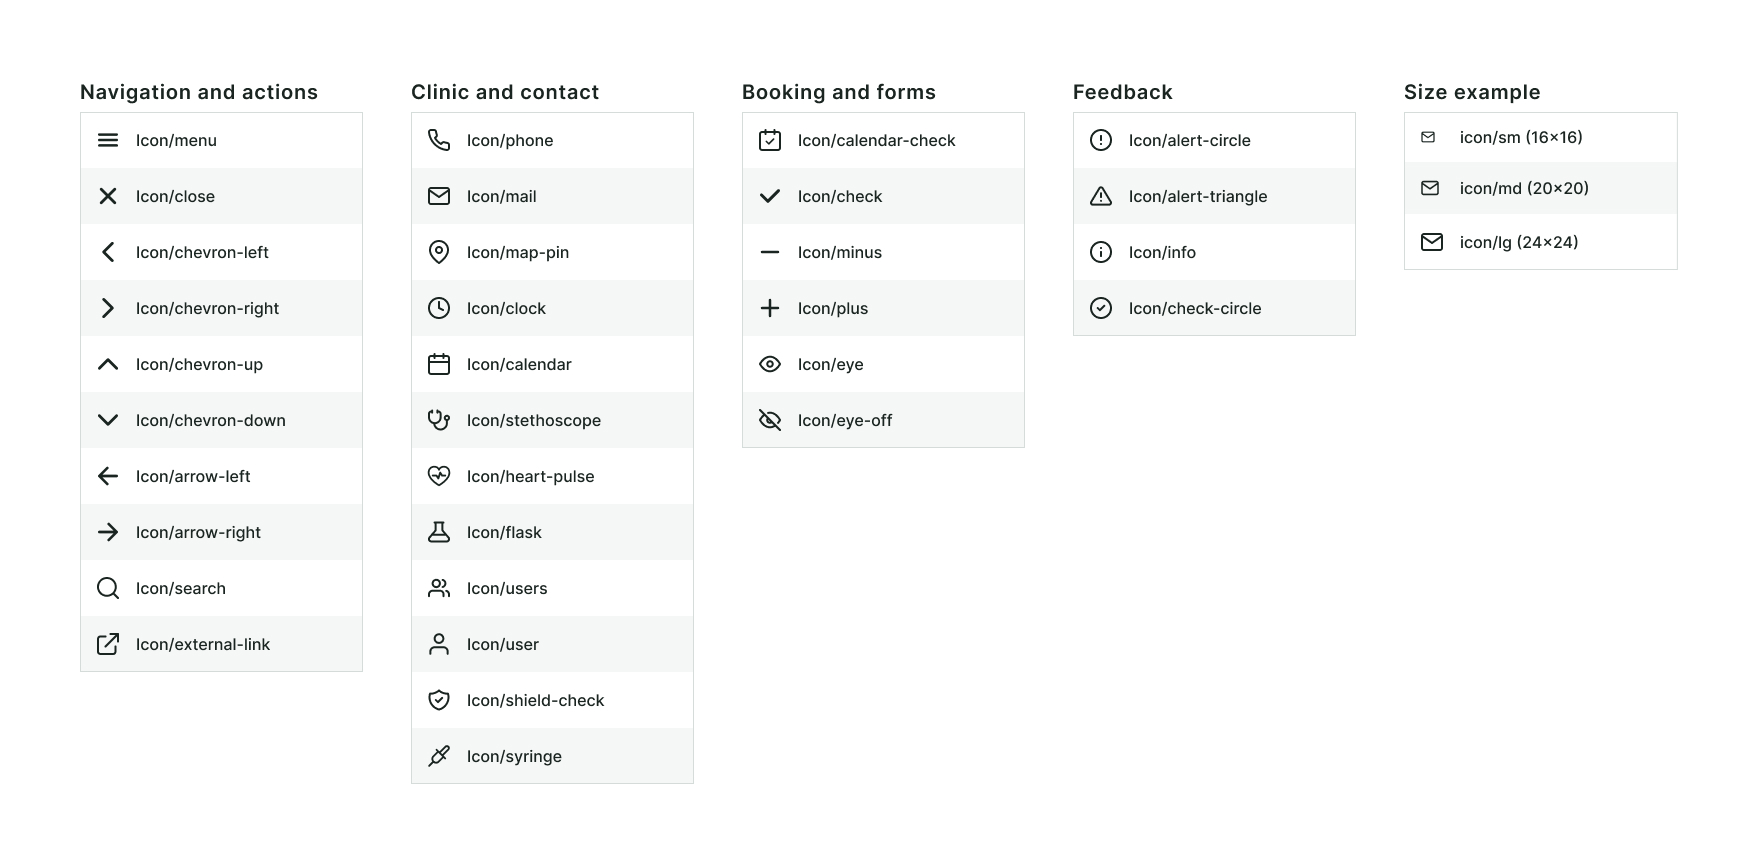 Navigation and actions
Icon/menu
Icon/close
Icon/chevron-left
Icon/chevron-right
Icon/chevron-up
Icon/chevron-down
Icon/arrow-left
Icon/arrow-right
Icon/search
Icon/external-link
Clinic and contact
Icon/phone
Icon/mail
Icon/map-pin
Icon/clock
Icon/calendar
Icon/stethoscope
Icon/heart-pulse
Icon/flask
Icon/users
Icon/user
Icon/shield-check
Icon/syringe
Booking and forms
Icon/calendar-check
Icon/check
Icon/minus
Icon/plus
Icon/eye
Icon/eye-off
Feedback
Icon/alert-circle
Icon/alert-triangle
Icon/info
Icon/check-circle
Size example
icon/sm (16×16)
icon/md (20×20)
icon/lg (24×24)